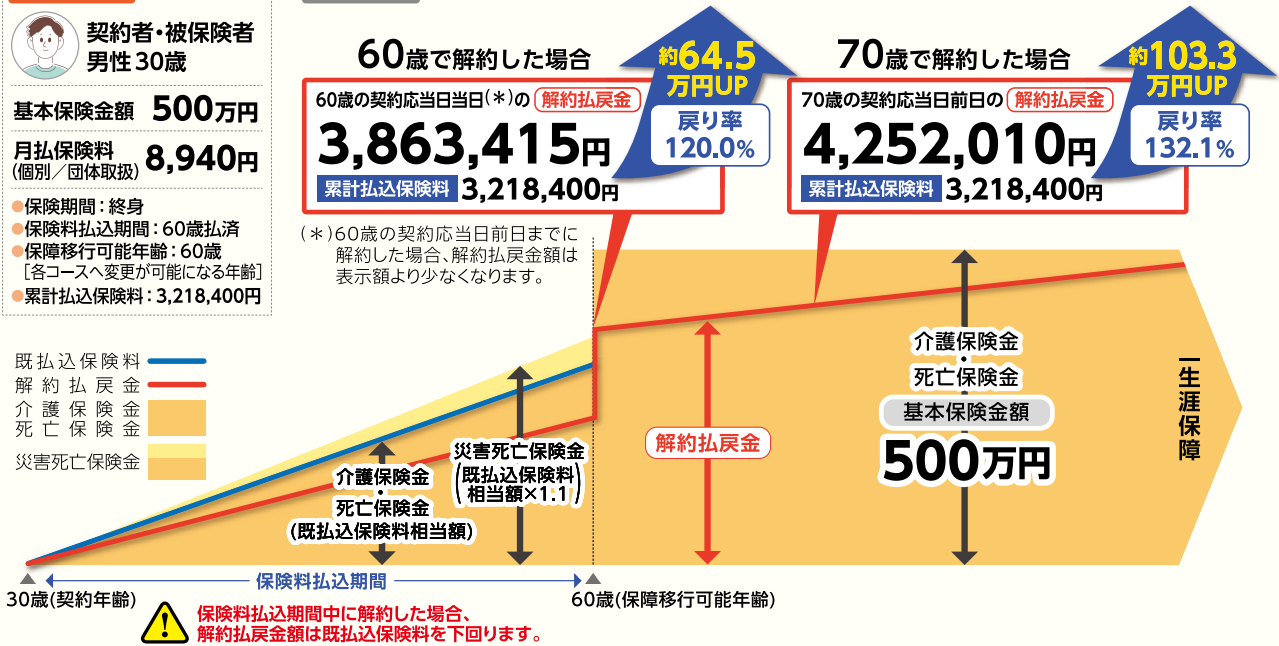 契約者・被保険者
男性30歳
基本保険金額 500万円
月払保険料
(個別／団体取扱)
8,940円
●保険期間：終身
●保険料払込期間：60歳払済
●保障移行可能年齢：60歳
［各コースへ変更が可能になる年齢］
●累計払込保険料：3,218,400円
60歳で解約した場合
約64.5
万円UP
60歳の契約応当日当日(＊)の 解約払戻金
3,863,415円
戻り率
120.0%
累計払込保険料 3,218,400円
(＊)60歳の契約応当日前日までに
解約した場合、解約払戻金額は
表示額より少なくなります。
70歳で解約した場合
約103.3
万円UP
70歳の契約応当日前日の 解約払戻金
4,252,010円
戻り率
132.1%
累計払込保険料 3,218,400円
既払込保険料
解約払戻金
介護保険金
死亡保険金
災害死亡保険金
介護保険金
・
死亡保険金
(既払込保険料相当額)
災害死亡保険金
(既払込保険料
相当額×1.1)
解約払戻金
介護保険金
・
死亡保険金
基本保険金額
500万円
一生涯保障
保険料払込期間
30歳(契約年齢)
60歳(保障移行可能年齢)
保険料払込期間中に解約した場合、
解約払戻金額は既払込保険料を下回ります。